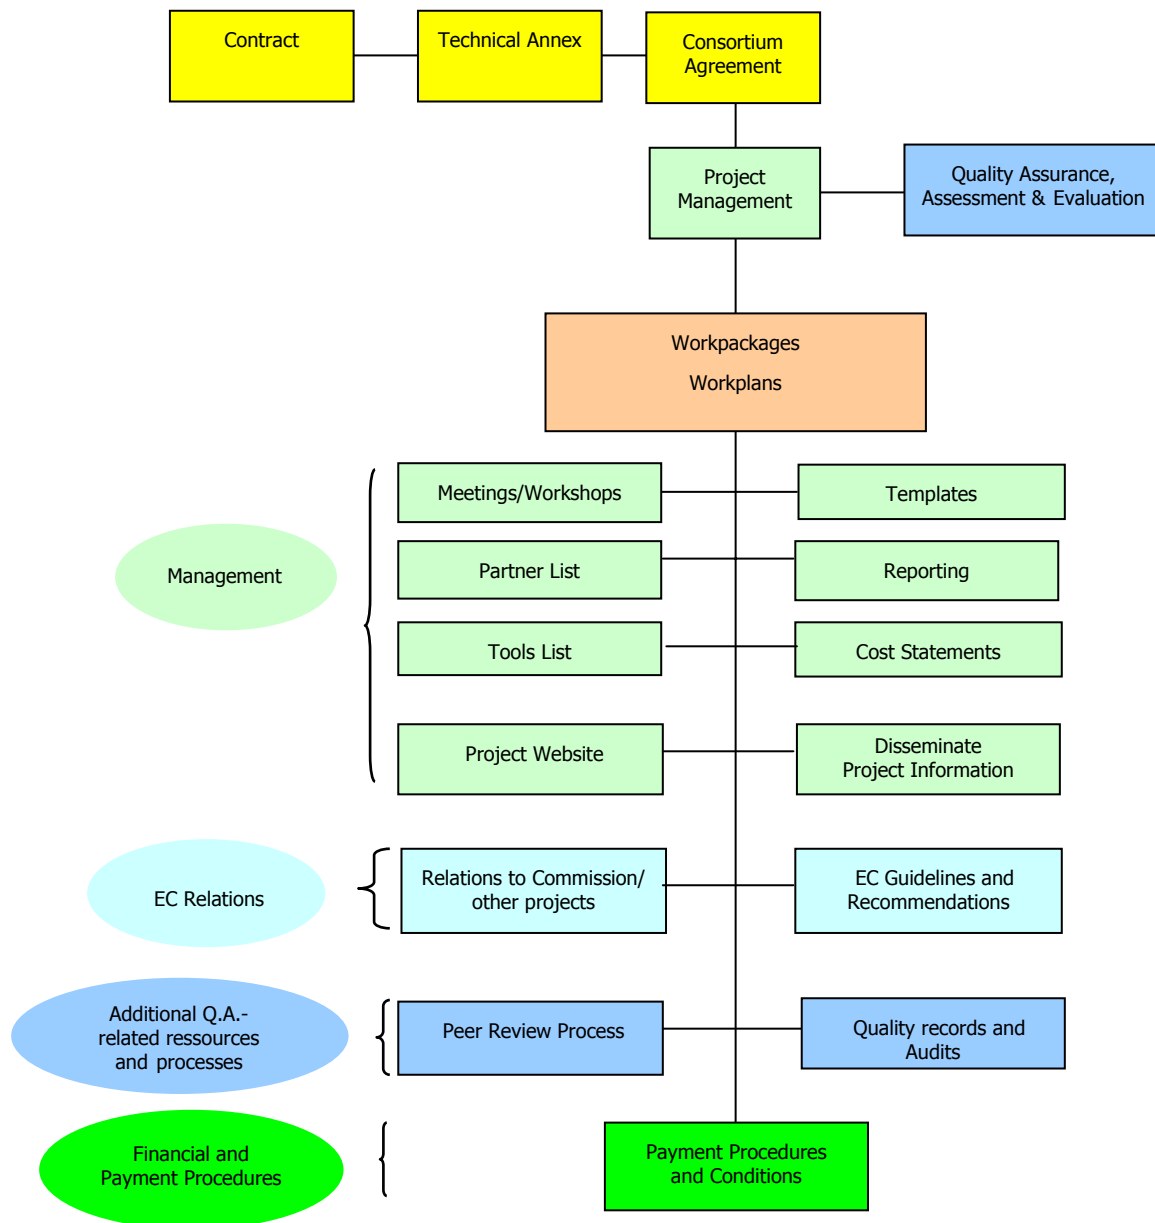 Contract
Technical Annex
Consortium
Agreement
Project
Management
Quality Assurance,
Assessment & Evaluation
Workpackages
Workplans
Meetings/Workshops
Templates
Management
Partner List
Reporting
Tools List
Cost Statements
Project Website
Disseminate
Project Information
EC Relations
Relations to Commission/
other projects
EC Guidelines and
Recommendations
Additional Q.A.-
related ressources
and processes
Peer Review Process
Quality records and
Audits
Financial and
Payment Procedures
Payment Procedures
and Conditions